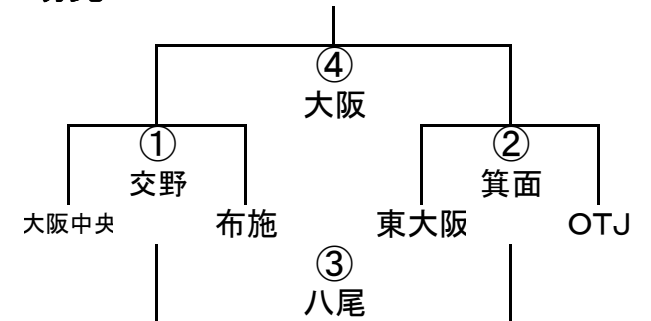 ④
大阪
①
②
交野
箕面
大阪中央
布施
東大阪
OTJ
③
八尾